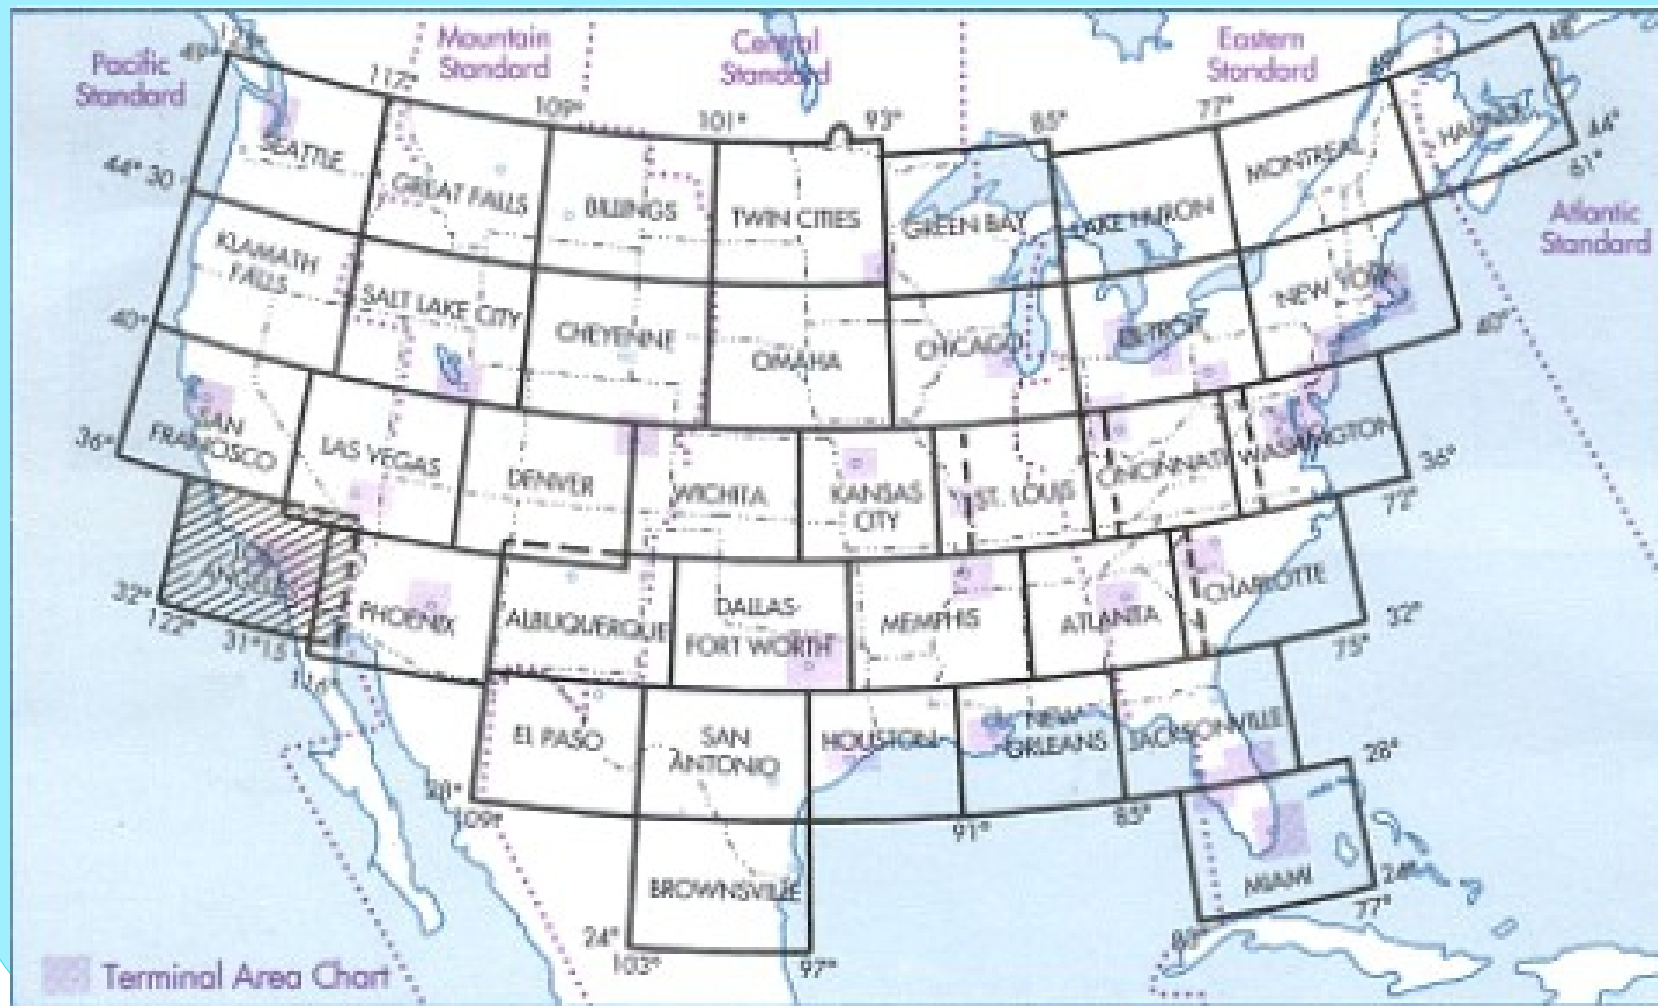 Pacific
Standard
Mountain
Standard
Central
Standard
Eastern
Standard
Atlantic
Standard
49°
117°
109°
101°
93°
85°
77°
44° 30
44°
61°
SEATTLE
GREAT FALLS
BILLINGS
TWIN CITIES
GREEN BAY
LAKE HURON
MONTREAL
HALIFAX
KLAMATH
FALLS
SALT LAKE CITY
CHEYENNE
OMAHA
CHICAGO
DETROIT
NEW YORK
40°
40°
SAN
FRANCISCO
LAS VEGAS
DENVER
WICHITA
KANSAS
CITY
ST. LOUIS
CINCINNATI
WASHINGTON
36°
36°
72°
LOS
ANGELES
PHOENIX
ALBUQUERQUE
DALLAS-
FORT WORTH
MEMPHIS
ATLANTA
CHARLOTTE
32°
122°
31°15
32°
75°
EL PASO
SAN
ANTONIO
HOUSTON
NEW
ORLEANS
JACKSONVILLE
28°
109°
91°
85°
28°
BROWNSVILLE
MIAMI
24°
103°
97°
24°
77°
Terminal Area Chart